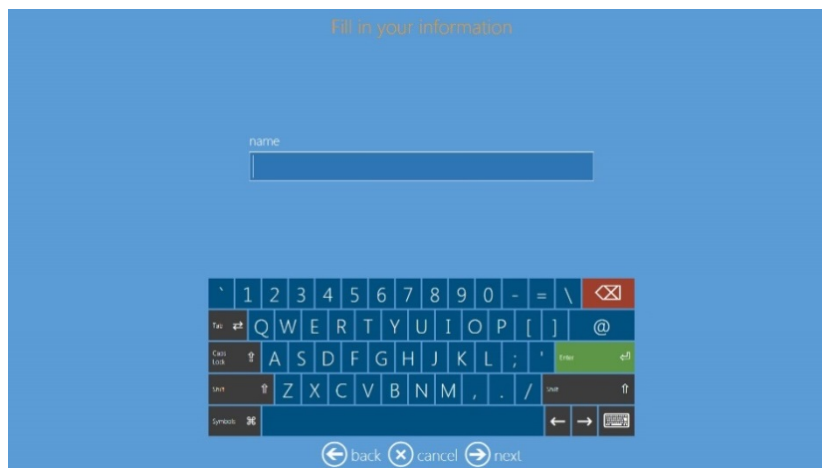 Fill in your information
name
` 1 2 3 4 5 6 7 8 9 0 - = \
Tab Q W E R T Y U I O P [ ] @
Caps Lock A S D F G H J K L ; ' Enter
Shift Z X C V B N M , . / Shift
Symbols
back cancel next